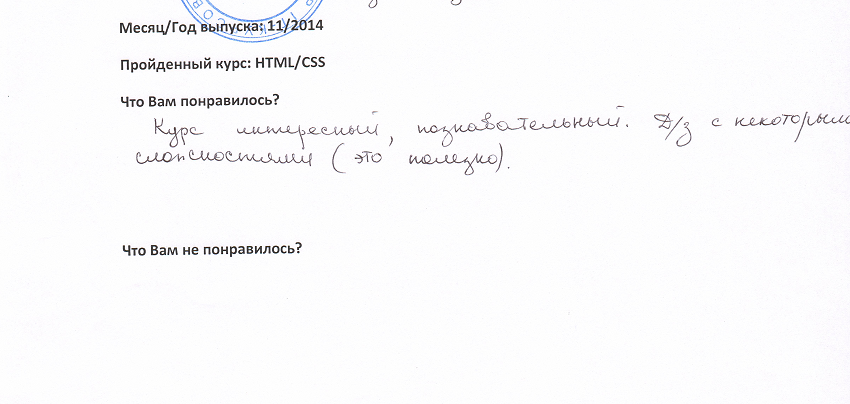 Месяц/Год выпуска: 11/2014
Пройденный курс: HTML/CSS
Что Вам понравилось?
Курс интересный, познавательный. Д/з с некоторыми
сложностями (это полезно).
Что Вам не понравилось?